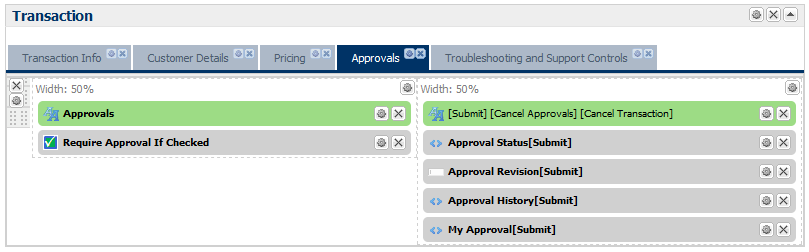 Transaction
Transaction Info
Customer Details
Pricing
Approvals
Troubleshooting and Support Controls
Width: 50%
Approvals
Require Approval If Checked
Width: 50%
[Submit] [Cancel Approvals] [Cancel Transaction]
Approval Status[Submit]
Approval Revision[Submit]
Approval History[Submit]
My Approval[Submit]